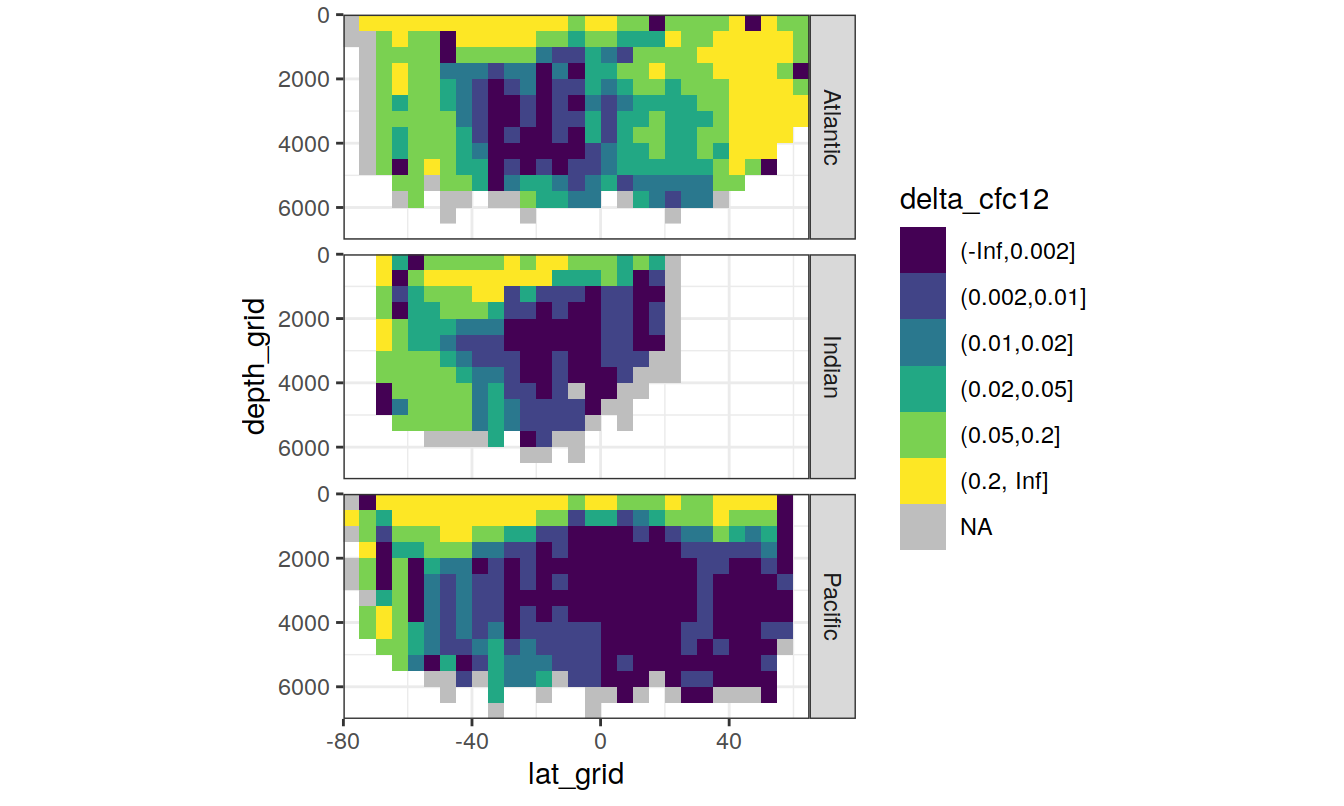 0
2000
4000
6000
Atlantic
0
2000
4000
6000
Indian
0
2000
4000
6000
Pacific
-80 -40 0 40
lat_grid
depth_grid
delta_cfc12
(-Inf,0.002]
(0.002,0.01]
(0.01,0.02]
(0.02,0.05]
(0.05,0.2]
(0.2, Inf]
NA